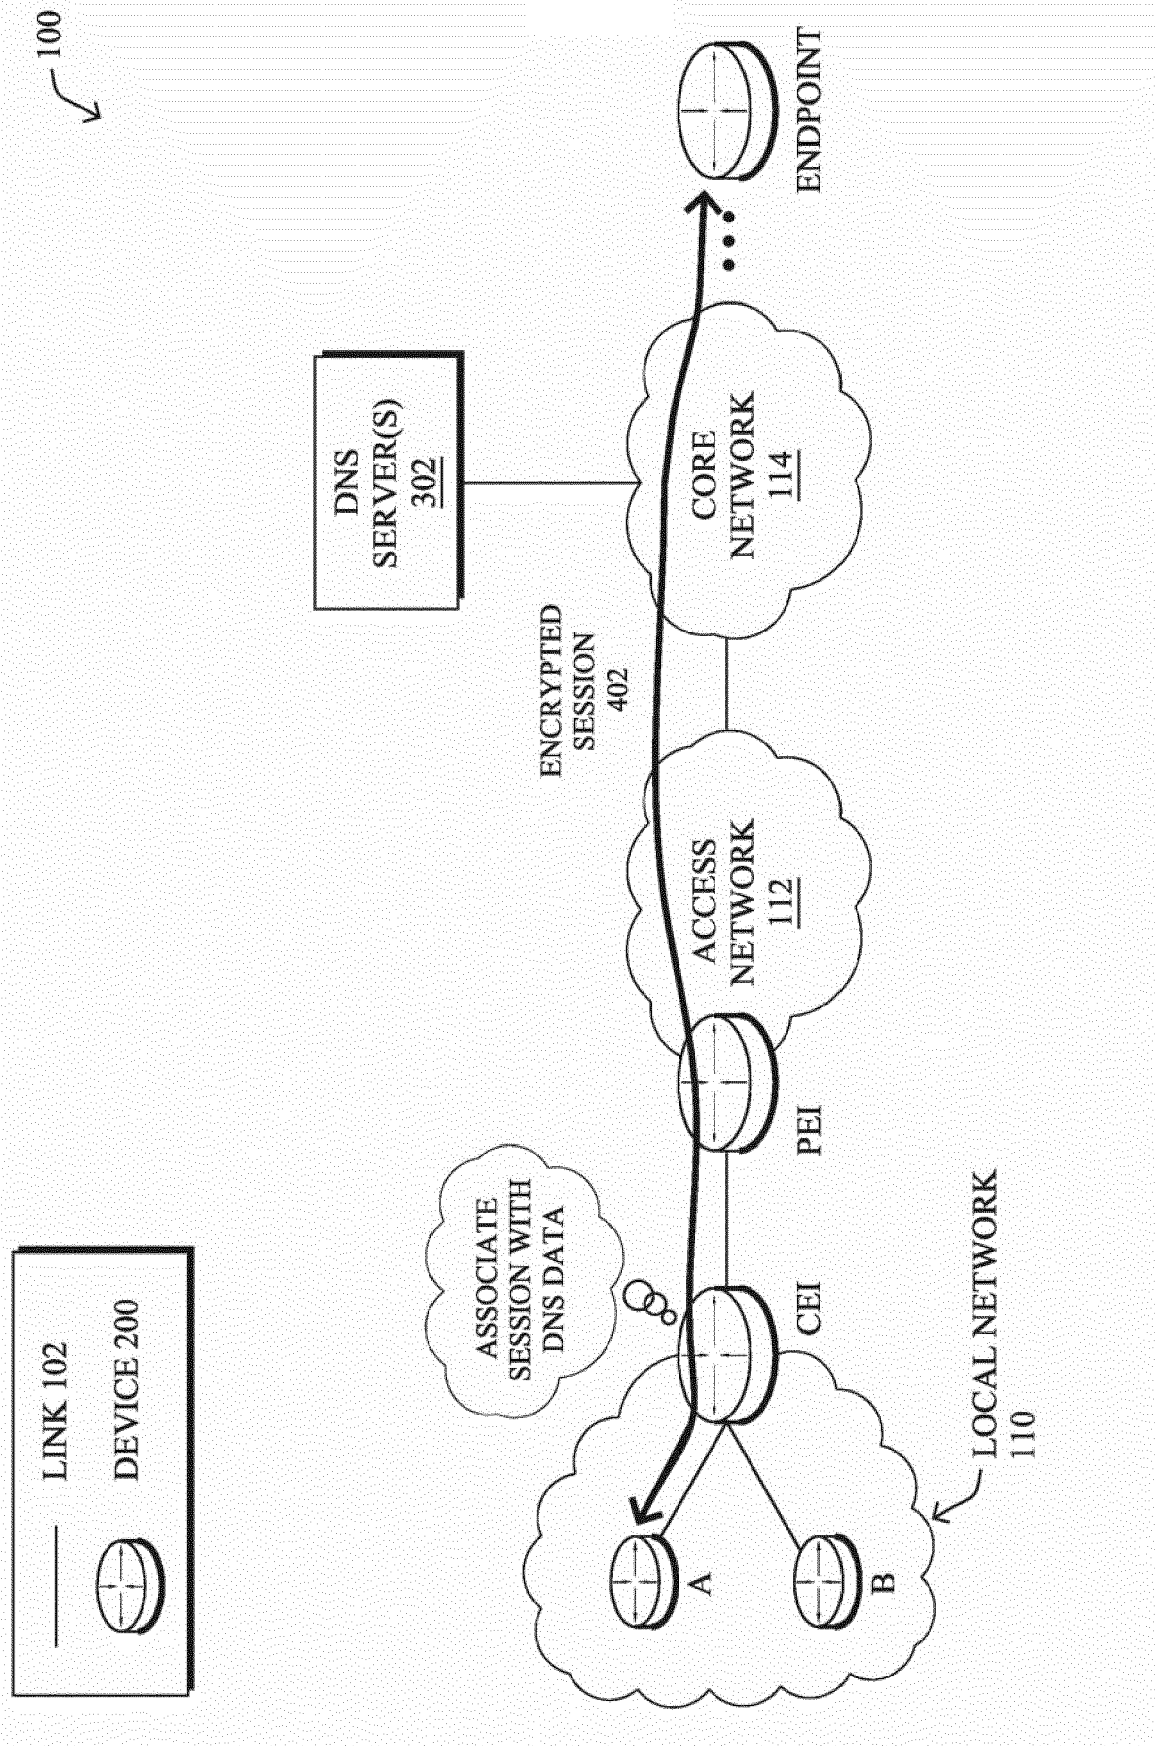 100
LINK 102
DEVICE 200
DNS
SERVER(S)
302
ENCRYPTED
SESSION
402
ASSOCIATE
SESSION WITH
DNS DATA
A
B
CEI
PEI
ACCESS
NETWORK
112
CORE
NETWORK
114
ENDPOINT
LOCAL NETWORK
110